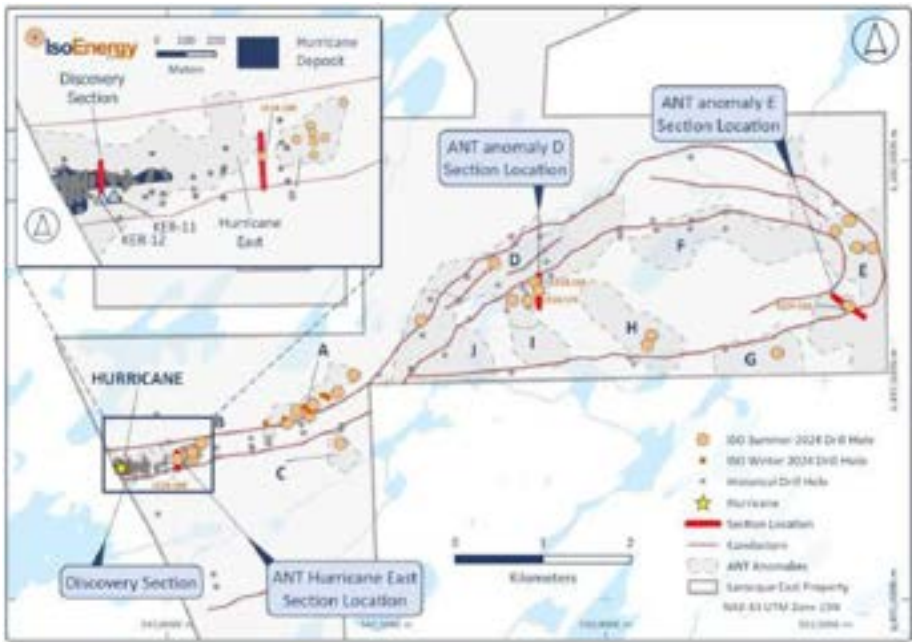 IsoEnergy
0 100 200
Meters
Hurricane
Deposit
Discovery
Section
Hurricane
East
KER-11
KER-12
ANT anomaly D
Section Location
ANT anomaly E
Section Location
D
F
E
H
I
J
G
A
B
C
HURRICANE
Discovery Section
ANT Hurricane East
Section Location
0 1 2
Kilometers
ISO Summer 2024 Drill Hole
ISO Winter 2024 Drill Hole
Historical Drill Hole
Hurricane
Section Location
Conductors
ANT Anomalies
Larocque East Property
NAD 83 UTM Zone 13N